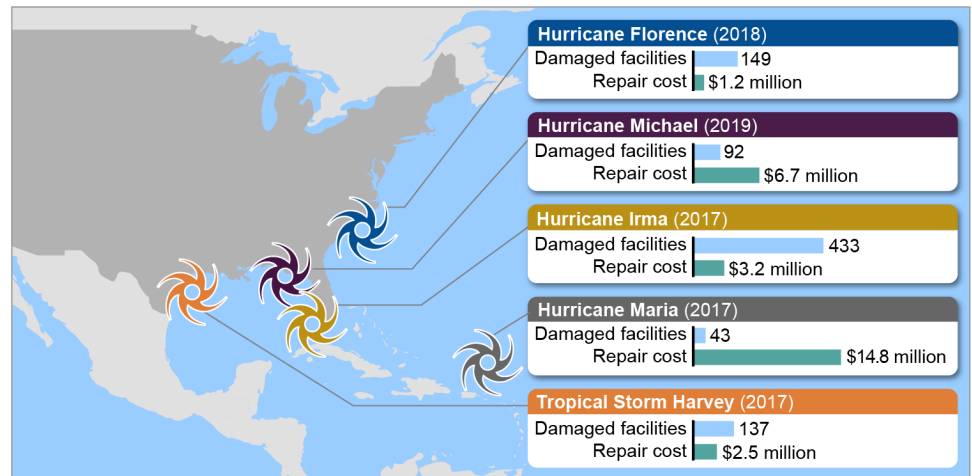 Hurricane Florence (2018)
Damaged facilities 149
Repair cost $1.2 million
Hurricane Michael (2019)
Damaged facilities 92
Repair cost $6.7 million
Hurricane Irma (2017)
Damaged facilities 433
Repair cost $3.2 million
Hurricane Maria (2017)
Damaged facilities 43
Repair cost $14.8 million
Tropical Storm Harvey (2017)
Damaged facilities 137
Repair cost $2.5 million